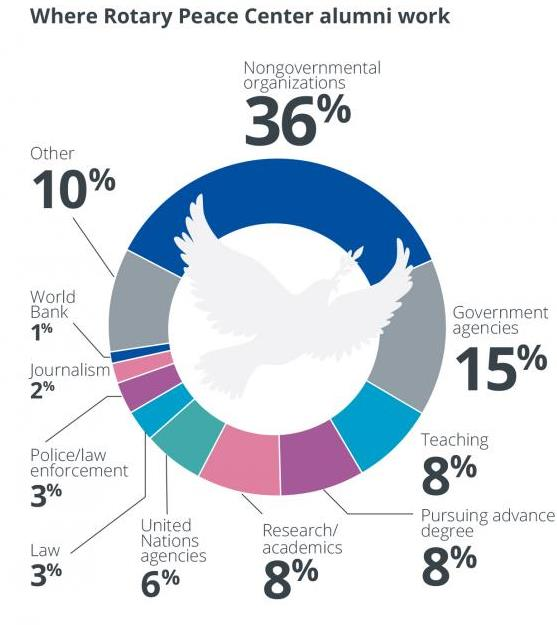 Where Rotary Peace Center alumni work
Nongovernmental
organizations
36%
Other
10%
World
Bank
1%
Government
agencies
15%
Journalism
2%
Teaching
8%
Police/law
enforcement
3%
Pursuing advance
degree
8%
United
Nations
agencies
6%
Research/
academics
8%
Law
3%